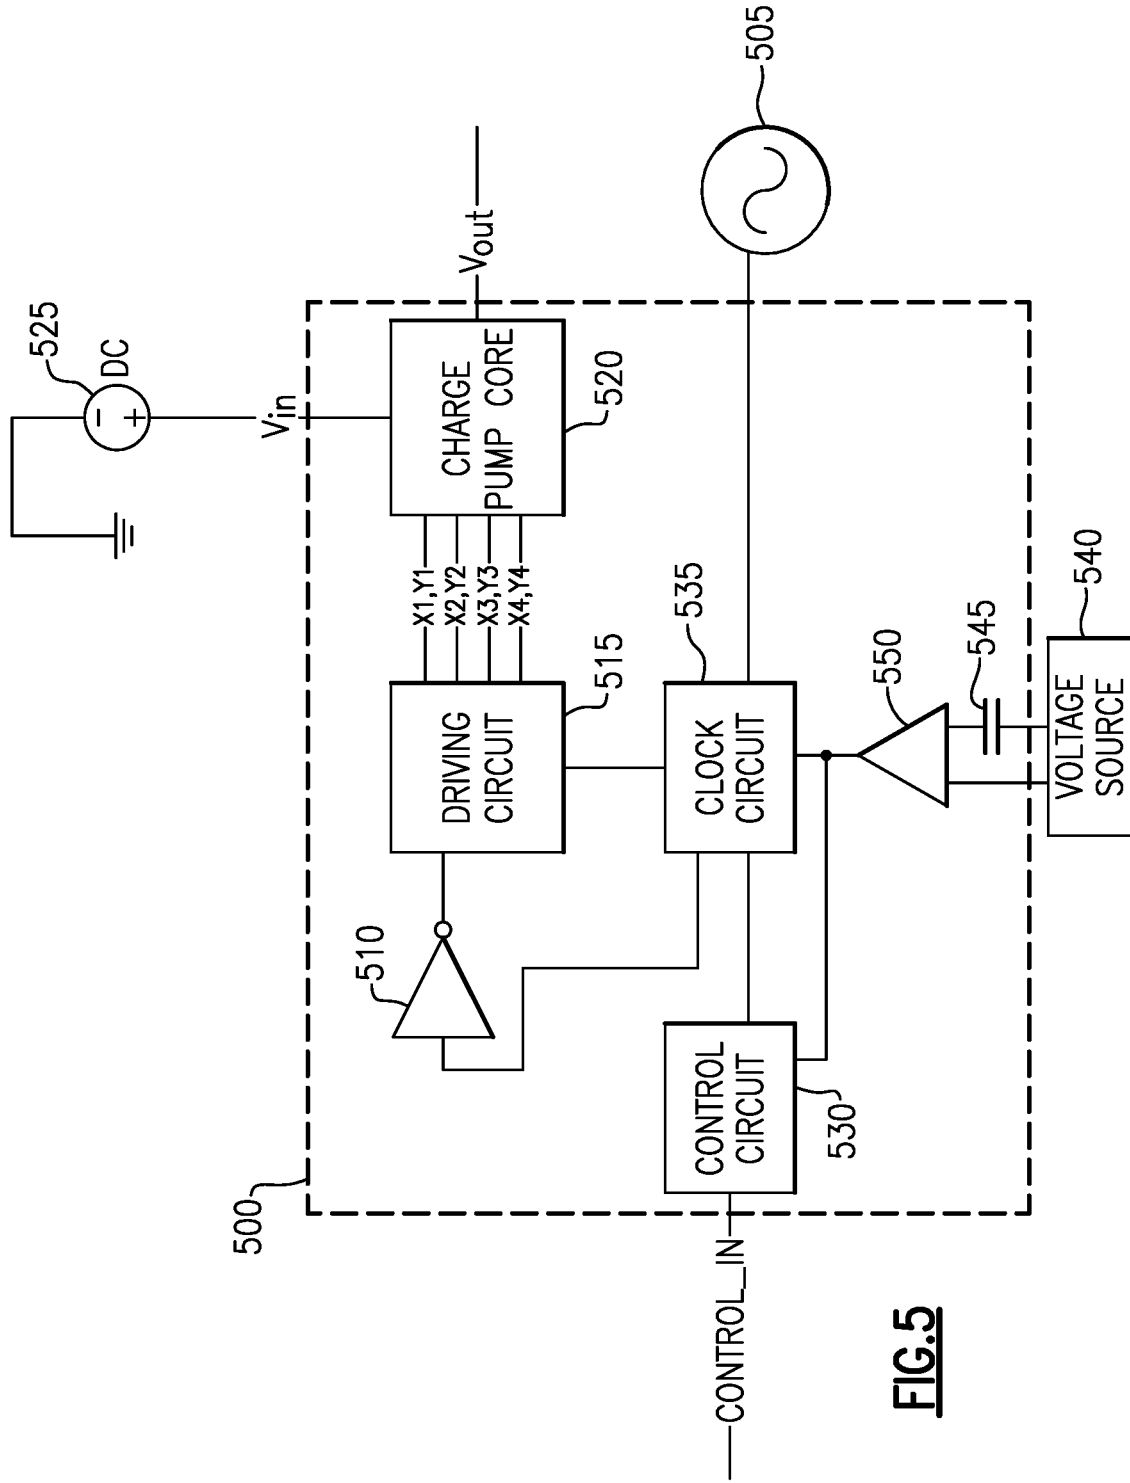 525
DC
Vin
Vout
505
500
510
DRIVING
CIRCUIT
515
X1,Y1
X2,Y2
X3,Y3
X4,Y4
CHARGE
PUMP CORE
520
CONTROL_IN
CONTROL
CIRCUIT
530
CLOCK
CIRCUIT
535
550
545
VOLTAGE
SOURCE
540
FIG.5